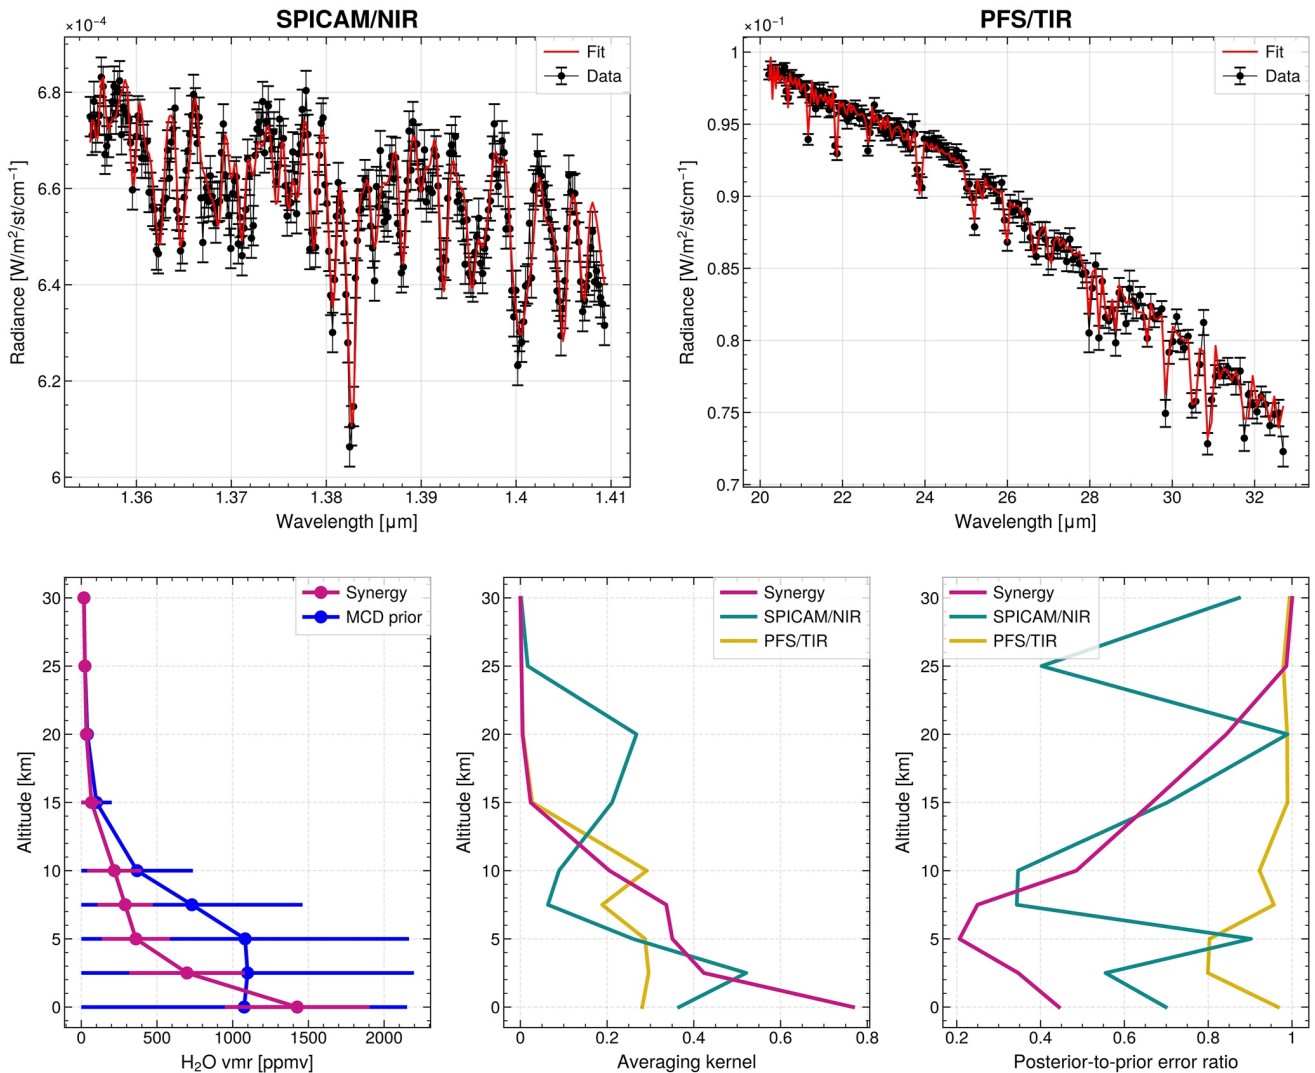 SPICAM/NIR
×10⁻⁴
Fit
Data
6.8
6.6
6.4
6.2
6
1.36
1.37
1.38
1.39
1.4
1.41
Radiance [W/m²/st/cm⁻¹]
Wavelength [µm]
PFS/TIR
×10⁻¹
Fit
Data
1
0.95
0.9
0.85
0.8
0.75
0.7
20
22
24
26
28
30
32
Radiance [W/m²/st/cm⁻¹]
Wavelength [µm]
Synergy
MCD prior
30
25
20
15
10
5
0
0
500
1000
1500
2000
Altitude [km]
H₂O vmr [ppmv]
Synergy
SPICAM/NIR
PFS/TIR
30
25
20
15
10
5
0
0
0.2
0.4
0.6
0.8
Altitude [km]
Averaging kernel
Synergy
SPICAM/NIR
PFS/TIR
30
25
20
15
10
5
0
0.2
0.4
0.6
0.8
1
Altitude [km]
Posterior-to-prior error ratio